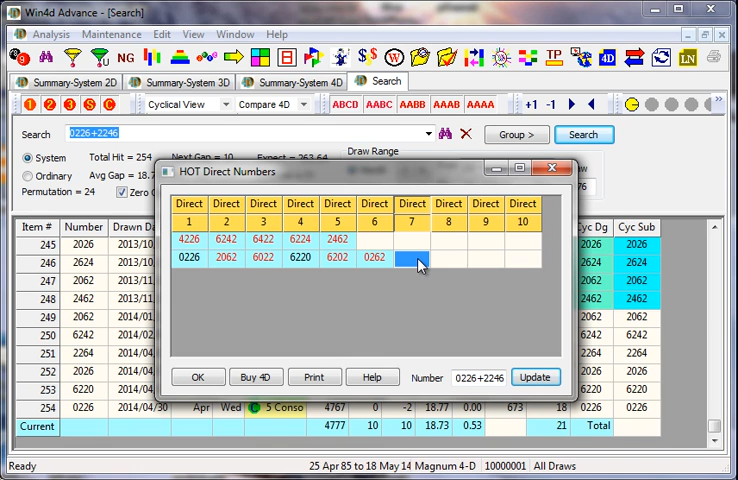 Win4d Advance - [Search]
Analysis Maintenance Edit View Window Help
NG TP 4D LN
Summary-System 2D Summary-System 3D Summary-System 4D Search
1 2 3 S C Cyclical View Compare 4D ABCD AABC AABB AAAB AAAA +1 -1
Search 0226+2246 Group > Search
System Total Hit = 254 Next Gap = 10 Expect = 263.64 Draw Range
Ordinary Avg Gap = 18.7
Permutation = 24 Zero
HOT Direct Numbers
Direct Direct Direct Direct Direct Direct Direct Direct Direct Direct
1 2 3 4 5 6 7 8 9 10
4226 6242 6422 6224 2462
0226 2062 6022 6220 6202 0262
OK Buy 4D Print Help Number 0226+2246 Update
Item # Number Drawn Da Cyc Dg Cyc Sub
245 2026 2013/10 2026 2026
246 2624 2013/10 2624 2624
247 2062 2013/1 2062 2062
248 2462 2013/1 2462 2462
249 2062 2014/01 2062 2062
250 6242 2014/02 6242 6242
251 2264 2014/03 2264 2264
252 2062 2014/03 2062 2062
253 6220 2014/04 6220 6220
254 0226 2014/04/30 Apr Wed C 5 Conso 4767 0 -2 18.77 0.00 673 18 0226 0226
Current 4777 10 10 18.73 0.53 21 Total
Ready 25 Apr 85 to 18 May 14 Magnum 4-D 10000001 All Draws